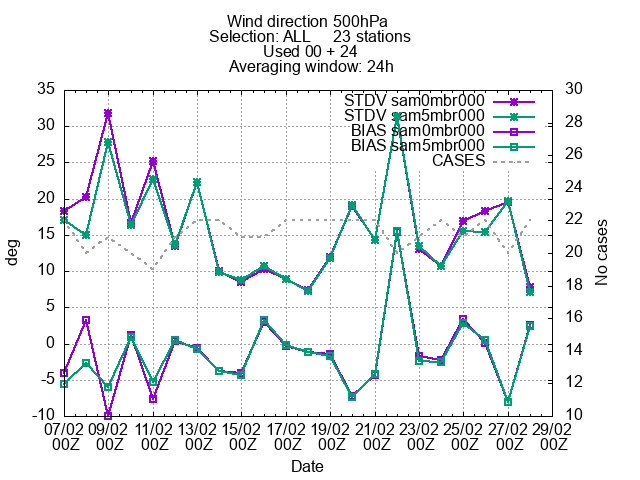 Wind direction 500hPa
Selection: ALL 23 stations
Used 00 + 24
Averaging window: 24h
STDV sam0mbr000
STDV sam5mbr000
BIAS sam0mbr000
BIAS sam5mbr000
CASES
35
30
25
20
15
10
5
0
-5
-10
deg
30
28
26
24
22
20
18
16
14
12
10
No cases
07/02 09/02 11/02 13/02 15/02 17/02 19/02 21/02 23/02 25/02 27/02 29/02
00Z 00Z 00Z 00Z 00Z 00Z 00Z 00Z 00Z 00Z 00Z 00Z
Date